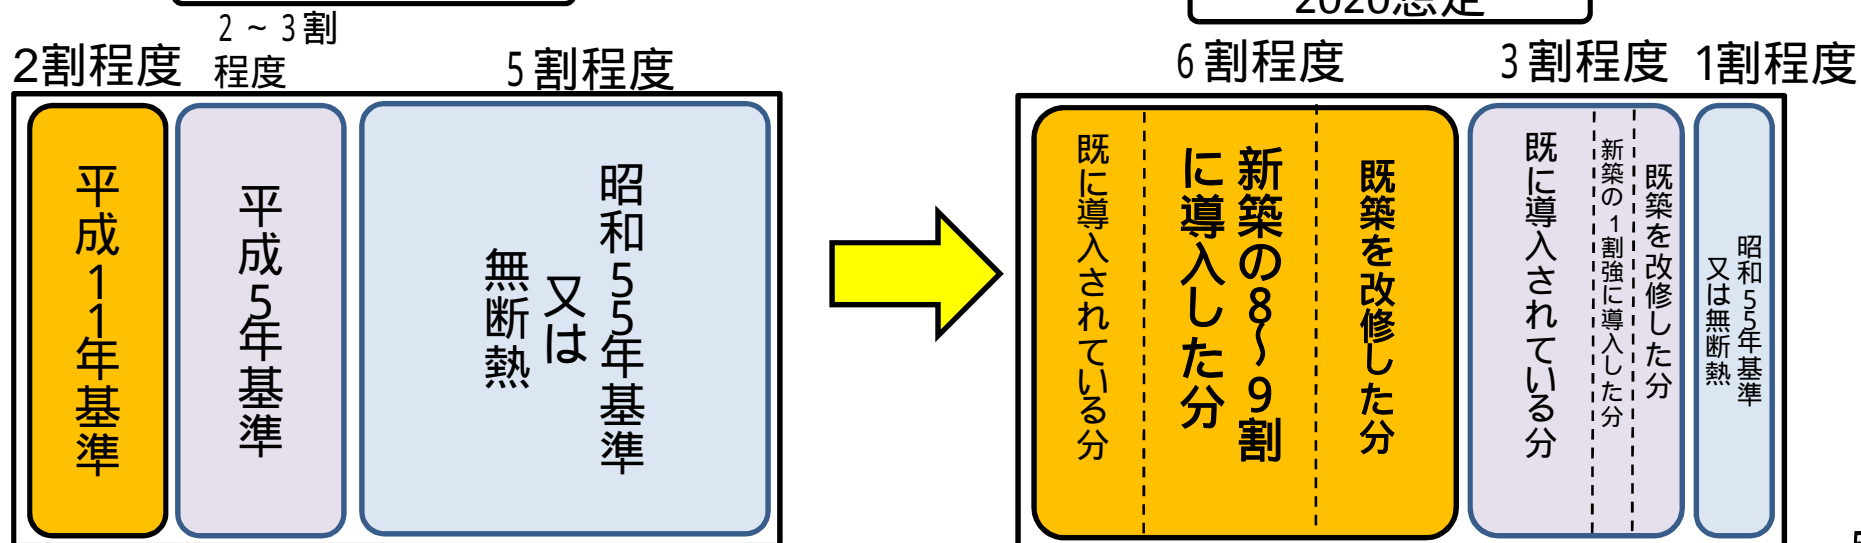 2～3割
程度
2割程度
5割程度
平成11年基準
平成5年基準
昭和55年基準
又は
無断熱
2020想定
6割程度
3割程度
1割程度
既に導入されている分
新築の8～9割
に導入した分
既築を改修した分
既に導入されている分
新築の1割強に導入した分
既築を改修した分
昭和55年基準
又は無断熱